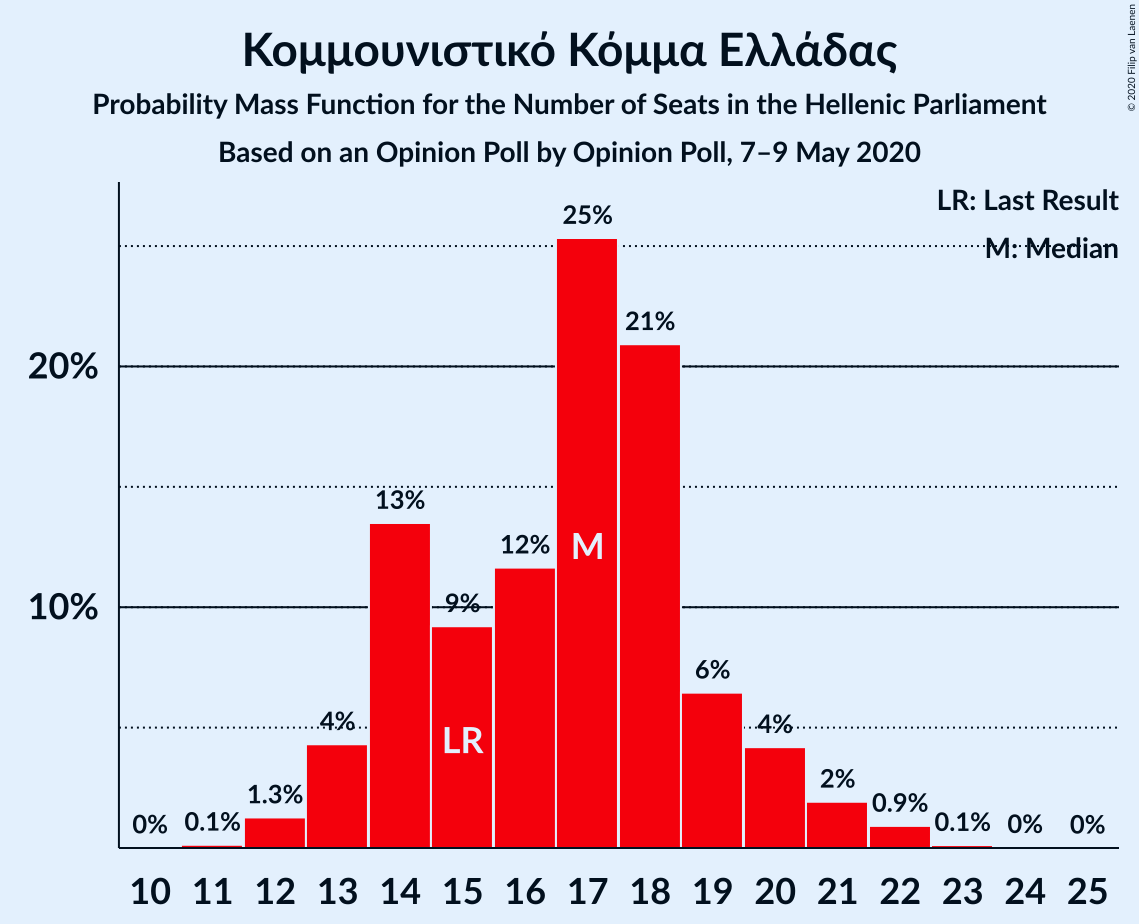 Κομμουνιστικό Κόμμα Ελλάδας
Probability Mass Function for the Number of Seats in the Hellenic Parliament
Based on an Opinion Poll by Opinion Poll, 7–9 May 2020
© 2020 Filip van Laenen
LR: Last Result
M: Median
20%
10%
0%
0.1%
1.3%
4%
13%
9%
12%
25%
21%
6%
4%
2%
0.9%
0.1%
0%
0%
LR
M
10 11 12 13 14 15 16 17 18 19 20 21 22 23 24 25